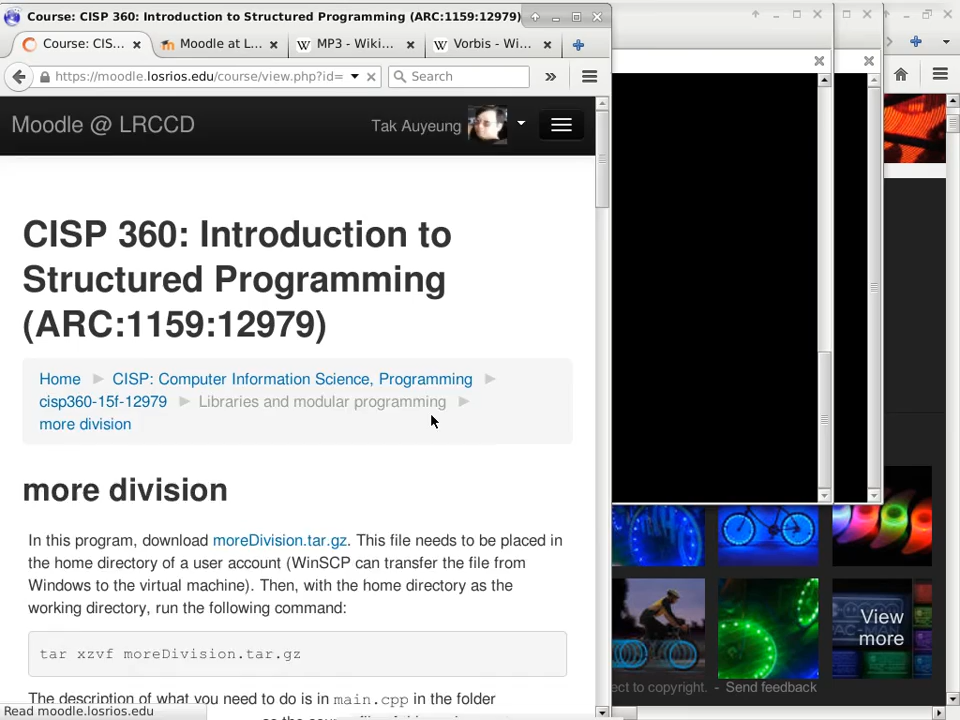 Course: CISP 360: Introduction to Structured Programming (ARC:1159:12979)
Course: CIS...
Moodle at L...
MP3 - Wiki...
W
Vorbis - Wi...
W
https://moodle.losrios.edu/course/view.php?id=
Search
Moodle @ LRCCD
Tak Auyeung
CISP 360: Introduction to
Structured Programming
(ARC:1159:12979)
Home ► CISP: Computer Information Science, Programming ►
cisp360-15f-12979 ► Libraries and modular programming ►
more division
more division
In this program, download moreDivision.tar.gz. This file needs to be placed in
the home directory of a user account (WinSCP can transfer the file from
Windows to the virtual machine). Then, with the home directory as the
working directory, run the following command:
tar xzvf moreDivision.tar.gz
The description of what you need to do is in main.cpp in the folder
Read moodle.losrios.edu
View
more
ect to copyright. - Send feedback